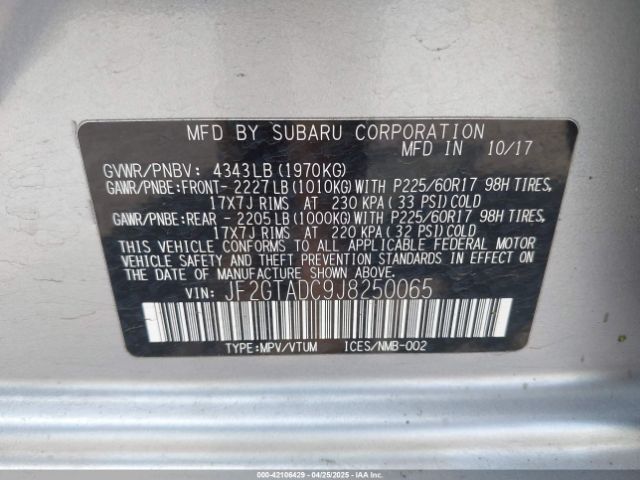 MFD BY SUBARU CORPORATION
MFD IN 10/17
GVWR/PNBV: 4343LB (1970KG)
GAWR/PNBE:FRONT- 2227LB (1010KG)WITH P225/60R17 98H TIRES,
17X7J RIMS AT 230 KPA (33 PSI)COLD
GAWR/PNBE:REAR - 2205LB (1000KG)WITH P225/60R17 98H TIRES,
17X7J RIMS AT 220 KPA (32 PSI)COLD
THIS VEHICLE CONFORMS TO ALL APPLICABLE FEDERAL MOTOR
VEHICLE SAFETY AND THEFT PREVENTION STANDARDS IN EFFECT ON
THE DATE OF MANUFACTURE SHOWN ABOVE.
VIN: JF2GTADC9J8250065
TYPE:MPV/VTUM ICES/NMB-002
000-42106429 - 04/25/2025 - IAAI.COM